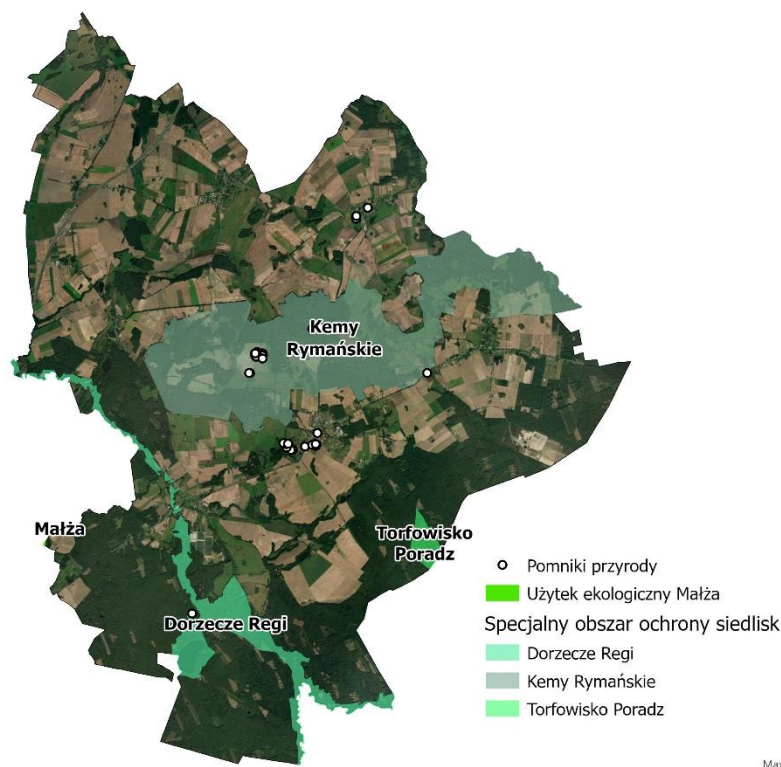 Kemy
Rymańskie
Małża
Torfowisko
Poradz
Dorzecze Regi
Pomniki przyrody
Użytek ekologiczny Małża
Specjalny obszar ochrony siedlisk
Dorzecze Regi
Kemy Rymańskie
Torfowisko Poradz